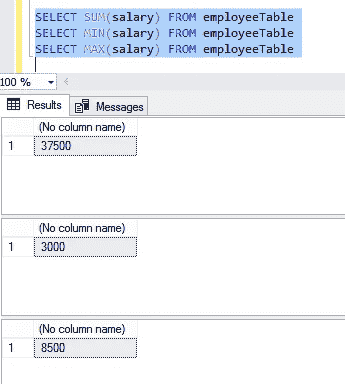 SELECT SUM(salary) FROM employeeTable
SELECT MIN(salary) FROM employeeTable
SELECT MAX(salary) FROM employeeTable
100 %
Results Messages
(No column name)
1 37500
(No column name)
1 3000
(No column name)
1 8500